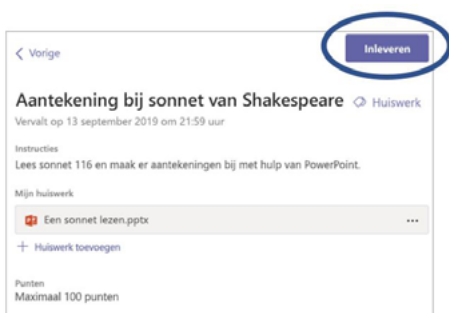 Vorige
Inleveren
Aantekening bij sonnet van Shakespeare
Huiswerk
Vervalt op 13 september 2019 om 21:59 uur
Instructies
Lees sonnet 116 en maak er aantekeningen bij met hulp van PowerPoint.
Mijn huiswerk
Een sonnet lezen.pptx
...
+ Huiswerk toevoegen
Punten
Maximaal 100 punten